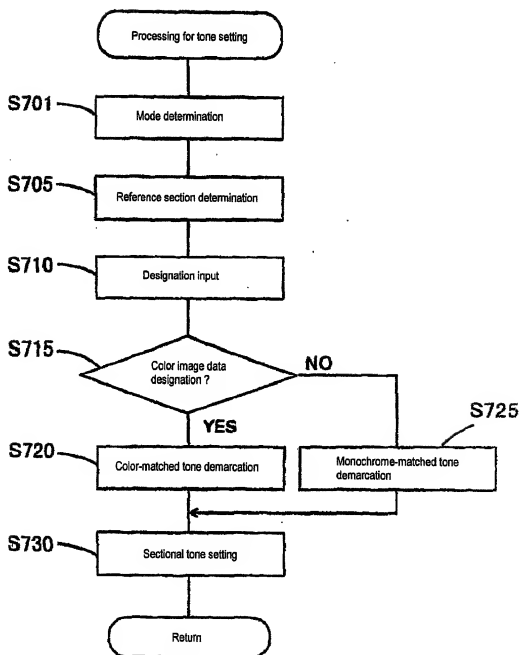 Processing for tone setting
S701
Mode determination
S705
Reference section determination
S710
Designation input
S715
Color image data
designation ?
NO
YES
S725
S720
Color-matched tone demarcation
Monochrome-matched tone
demarcation
S730
Sectional tone setting
Return